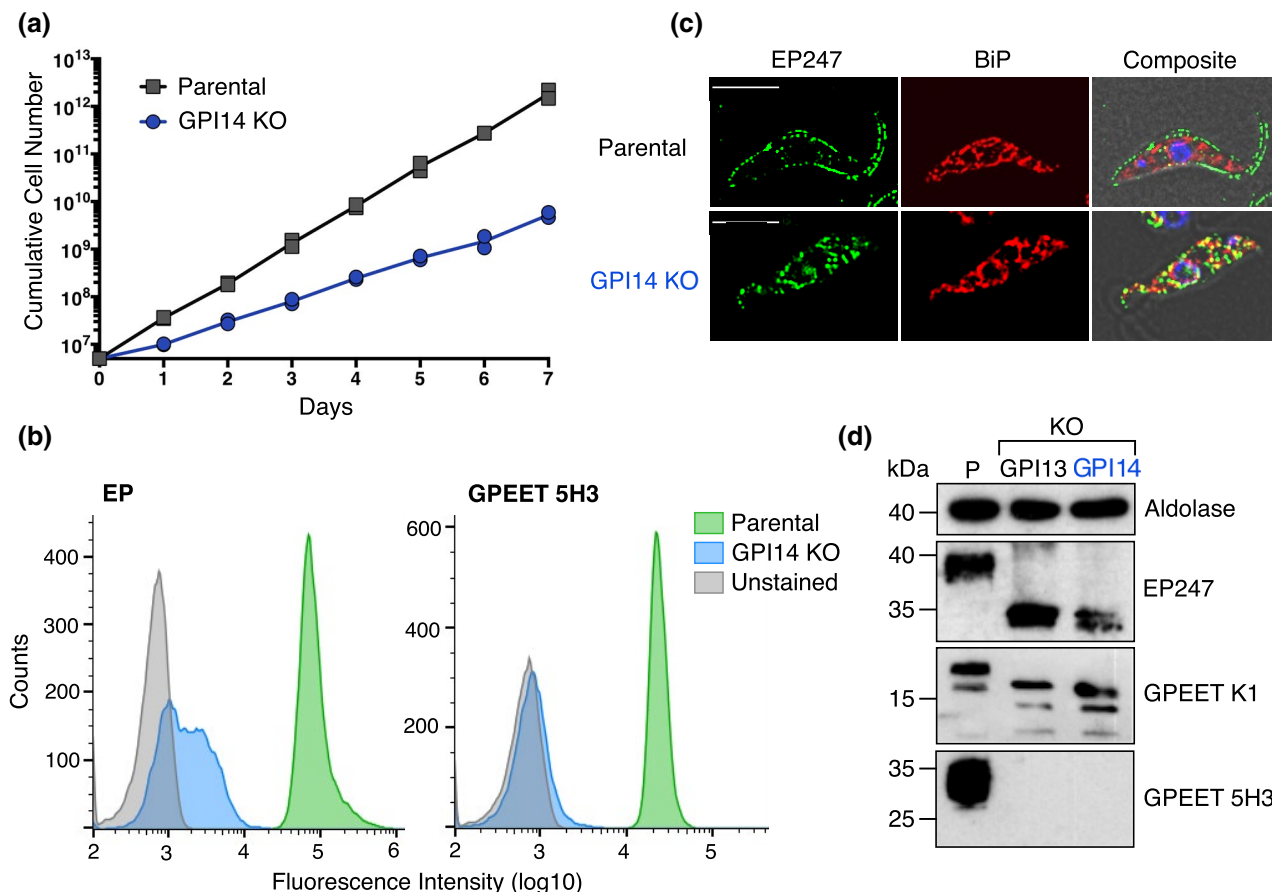 (a)
Cumulative Cell Number
10^13
10^12
10^11
10^10
10^9
10^8
10^7
Parental
GPI14 KO
0 1 2 3 4 5 6 7
Days
(c)
EP247 BiP Composite
Parental
GPI14 KO
(b)
EP
Counts
400
300
200
100
2 3 4 5 6
GPEET 5H3
600
400
200
2 3 4 5
Parental
GPI14 KO
Unstained
Fluorescence Intensity (log10)
(d)
KO
kDa P GPI13 GPI14
40 Aldolase
40
35
EP247
15 GPEET K1
35
25
GPEET 5H3